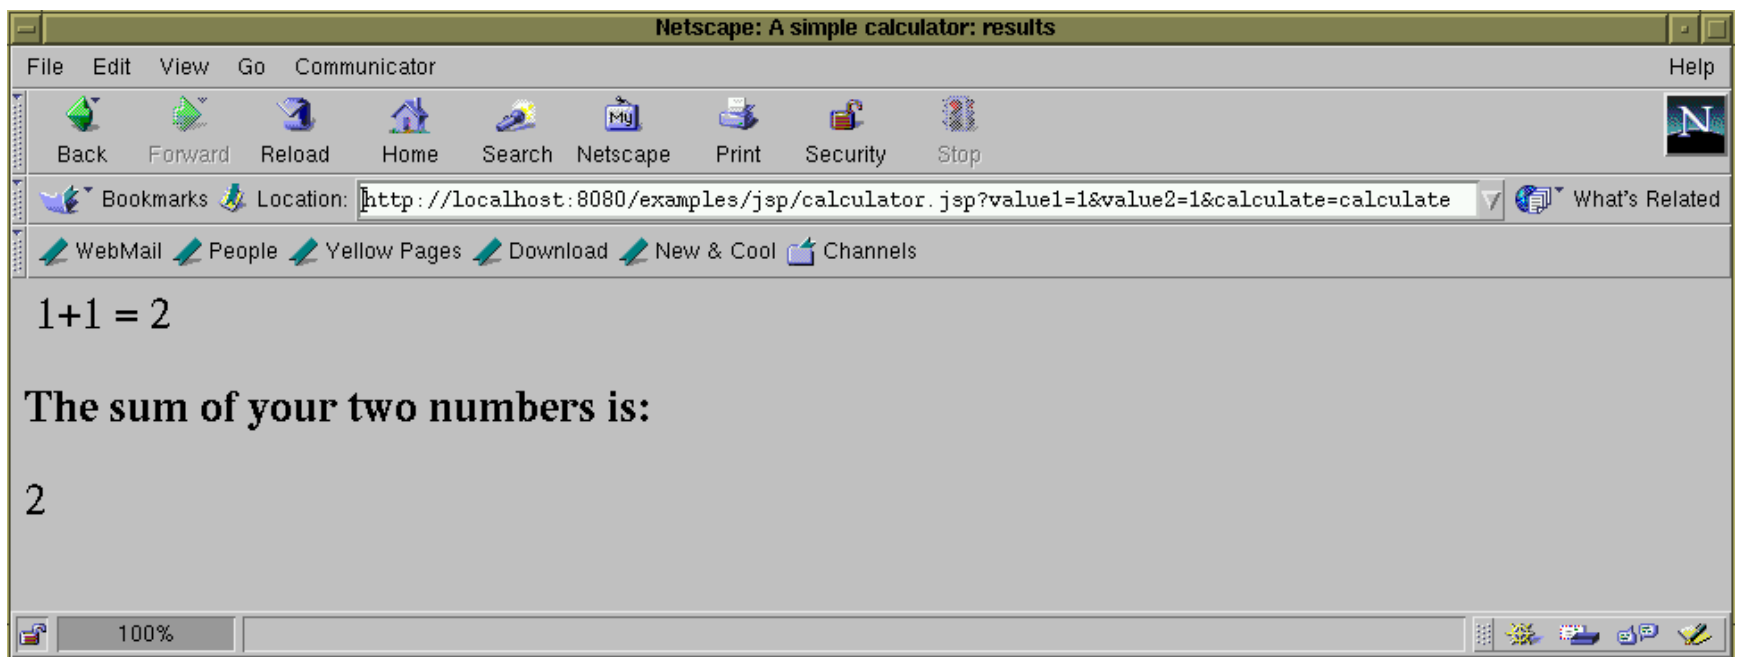 Netscape: A simple calculator: results
File Edit View Go Communicator Help
My N
Back Forward Reload Home Search Netscape Print Security Stop
Bookmarks Location: http://localhost:8080/examples/jsp/calculator.jsp?value1=1&value2=1&calculate=calculate What's Related
WebMail People Yellow Pages Download New & Cool Channels
1+1 = 2
The sum of your two numbers is:
2
100%